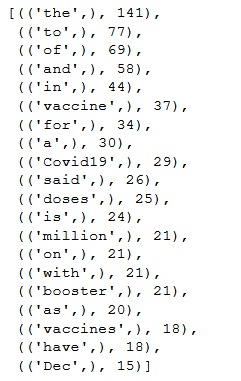 [(('the',), 141),
(('to',), 77),
(('of',), 69),
(('and',), 58),
(('in',), 44),
(('vaccine',), 37),
(('for',), 34),
(('a',), 30),
(('Covid19',), 29),
(('said',), 26),
(('doses',), 25),
(('is',), 24),
(('million',), 21),
(('on',), 21),
(('with',), 21),
(('booster',), 21),
(('as',), 20),
(('vaccines',), 18),
(('have',), 18),
(('Dec',), 15)]